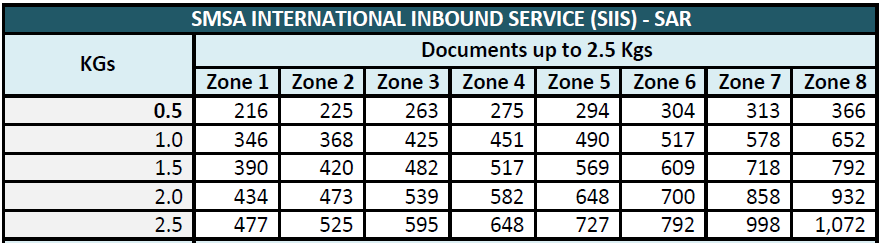 SMSA INTERNATIONAL INBOUND SERVICE (SIIS) - SAR
KGs Documents up to 2.5 Kgs
Zone 1 Zone 2 Zone 3 Zone 4 Zone 5 Zone 6 Zone 7 Zone 8
0.5 216 225 263 275 294 304 313 366
1.0 346 368 425 451 490 517 578 652
1.5 390 420 482 517 569 609 718 792
2.0 434 473 539 582 648 700 858 932
2.5 477 525 595 648 727 792 998 1,072